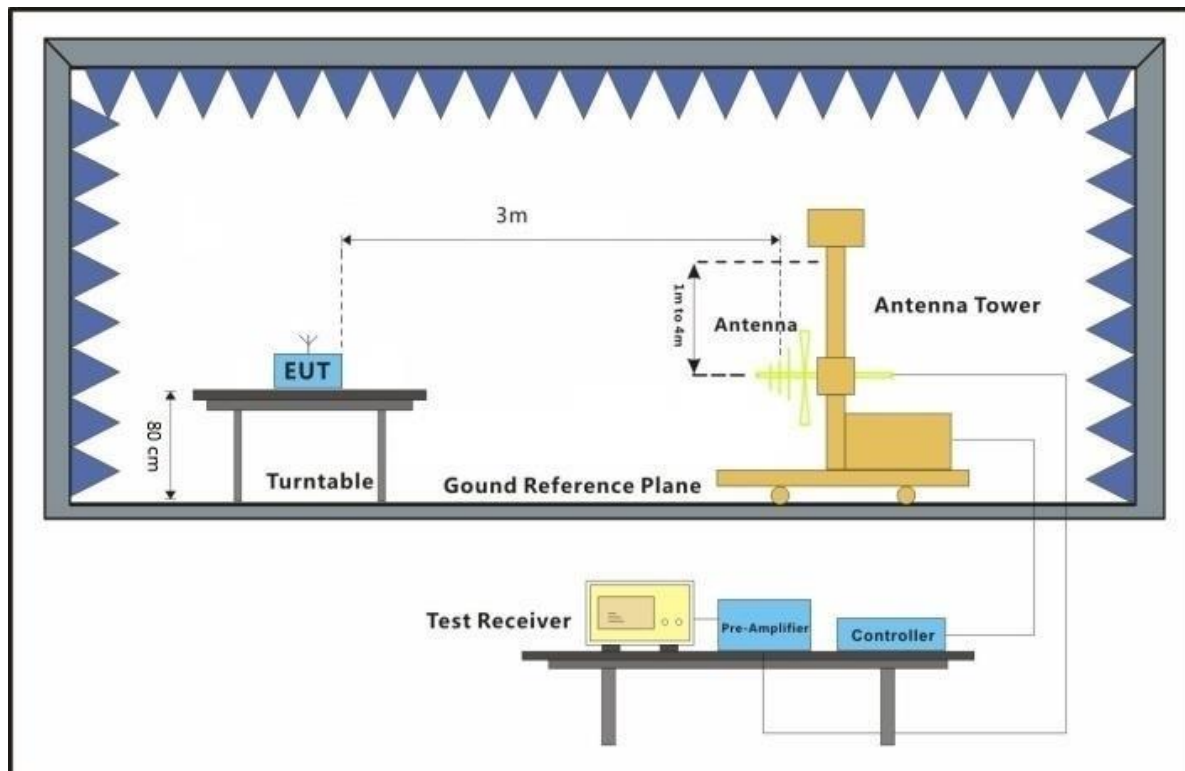 3m
1m to 4m
Antenna
Antenna Tower
EUT
80 cm
Turntable
Gound Reference Plane
Test Receiver
Pre-Amplifier
Controller